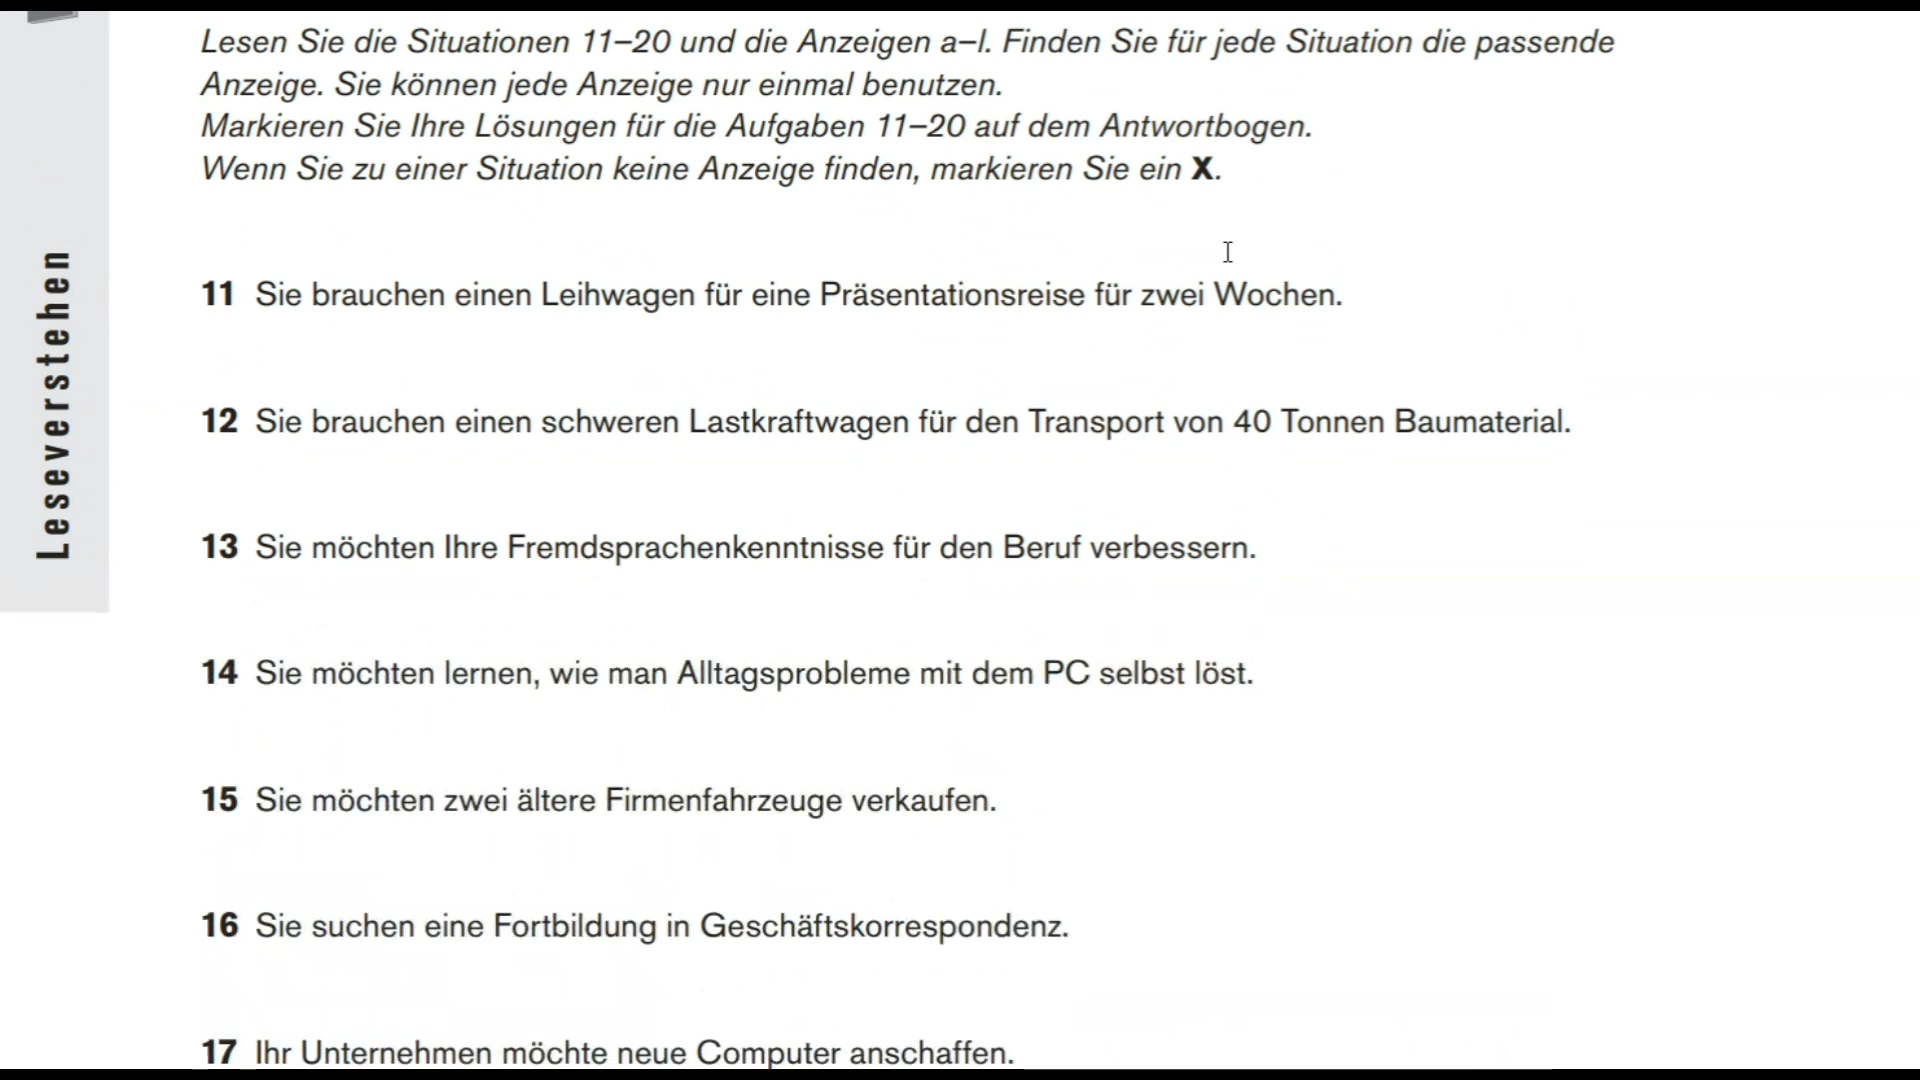 Lesen Sie die Situationen 11–20 und die Anzeigen a–l. Finden Sie für jede Situation die passende
Anzeige. Sie können jede Anzeige nur einmal benutzen.
Markieren Sie Ihre Lösungen für die Aufgaben 11–20 auf dem Antwortbogen.
Wenn Sie zu einer Situation keine Anzeige finden, markieren Sie ein X.
Leseverstehen
11 Sie brauchen einen Leihwagen für eine Präsentationsreise für zwei Wochen.
12 Sie brauchen einen schweren Lastkraftwagen für den Transport von 40 Tonnen Baumaterial.
13 Sie möchten Ihre Fremdsprachenkenntnisse für den Beruf verbessern.
14 Sie möchten lernen, wie man Alltagsprobleme mit dem PC selbst löst.
15 Sie möchten zwei ältere Firmenfahrzeuge verkaufen.
16 Sie suchen eine Fortbildung in Geschäftskorrespondenz.
17 Ihr Unternehmen möchte neue Computer anschaffen.